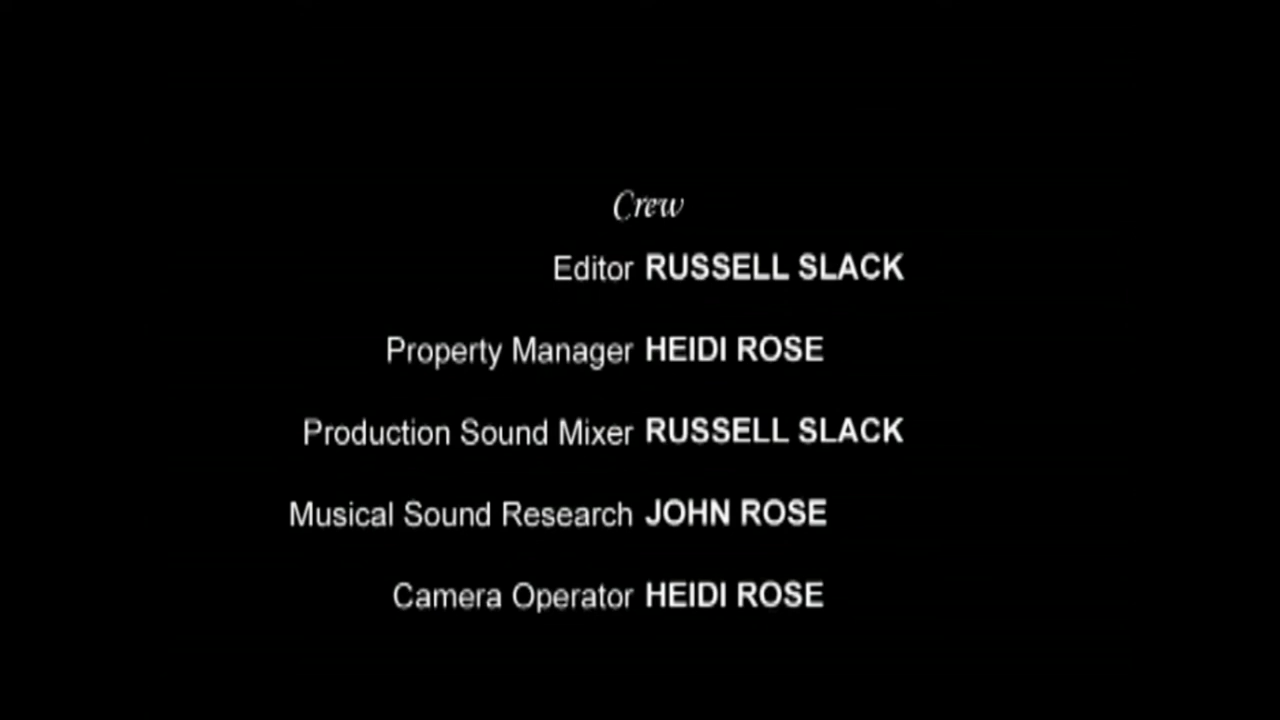 Crew
Editor RUSSELL SLACK
Property Manager HEIDI ROSE
Production Sound Mixer RUSSELL SLACK
Musical Sound Research JOHN ROSE
Camera Operator HEIDI ROSE